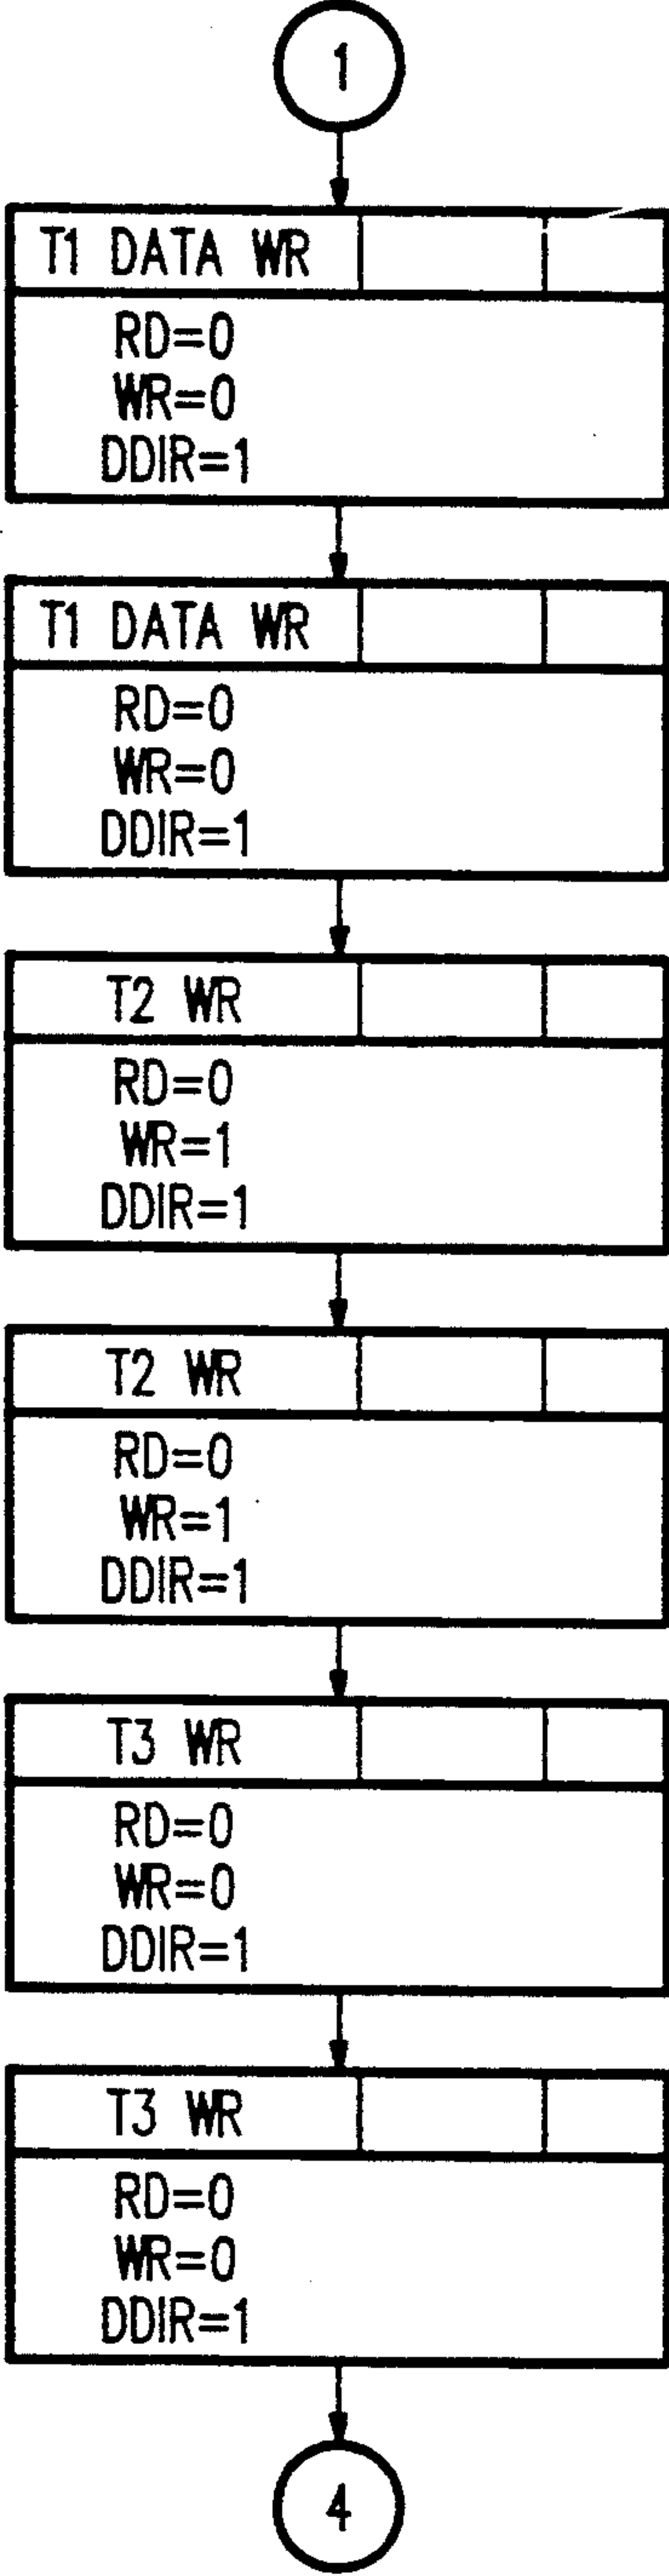 1
T1 DATA WR
RD=0
WR=0
DDIR=1
T1 DATA WR
RD=0
WR=0
DDIR=1
T2 WR
RD=0
WR=1
DDIR=1
T2 WR
RD=0
WR=1
DDIR=1
T3 WR
RD=0
WR=0
DDIR=1
T3 WR
RD=0
WR=0
DDIR=1
4